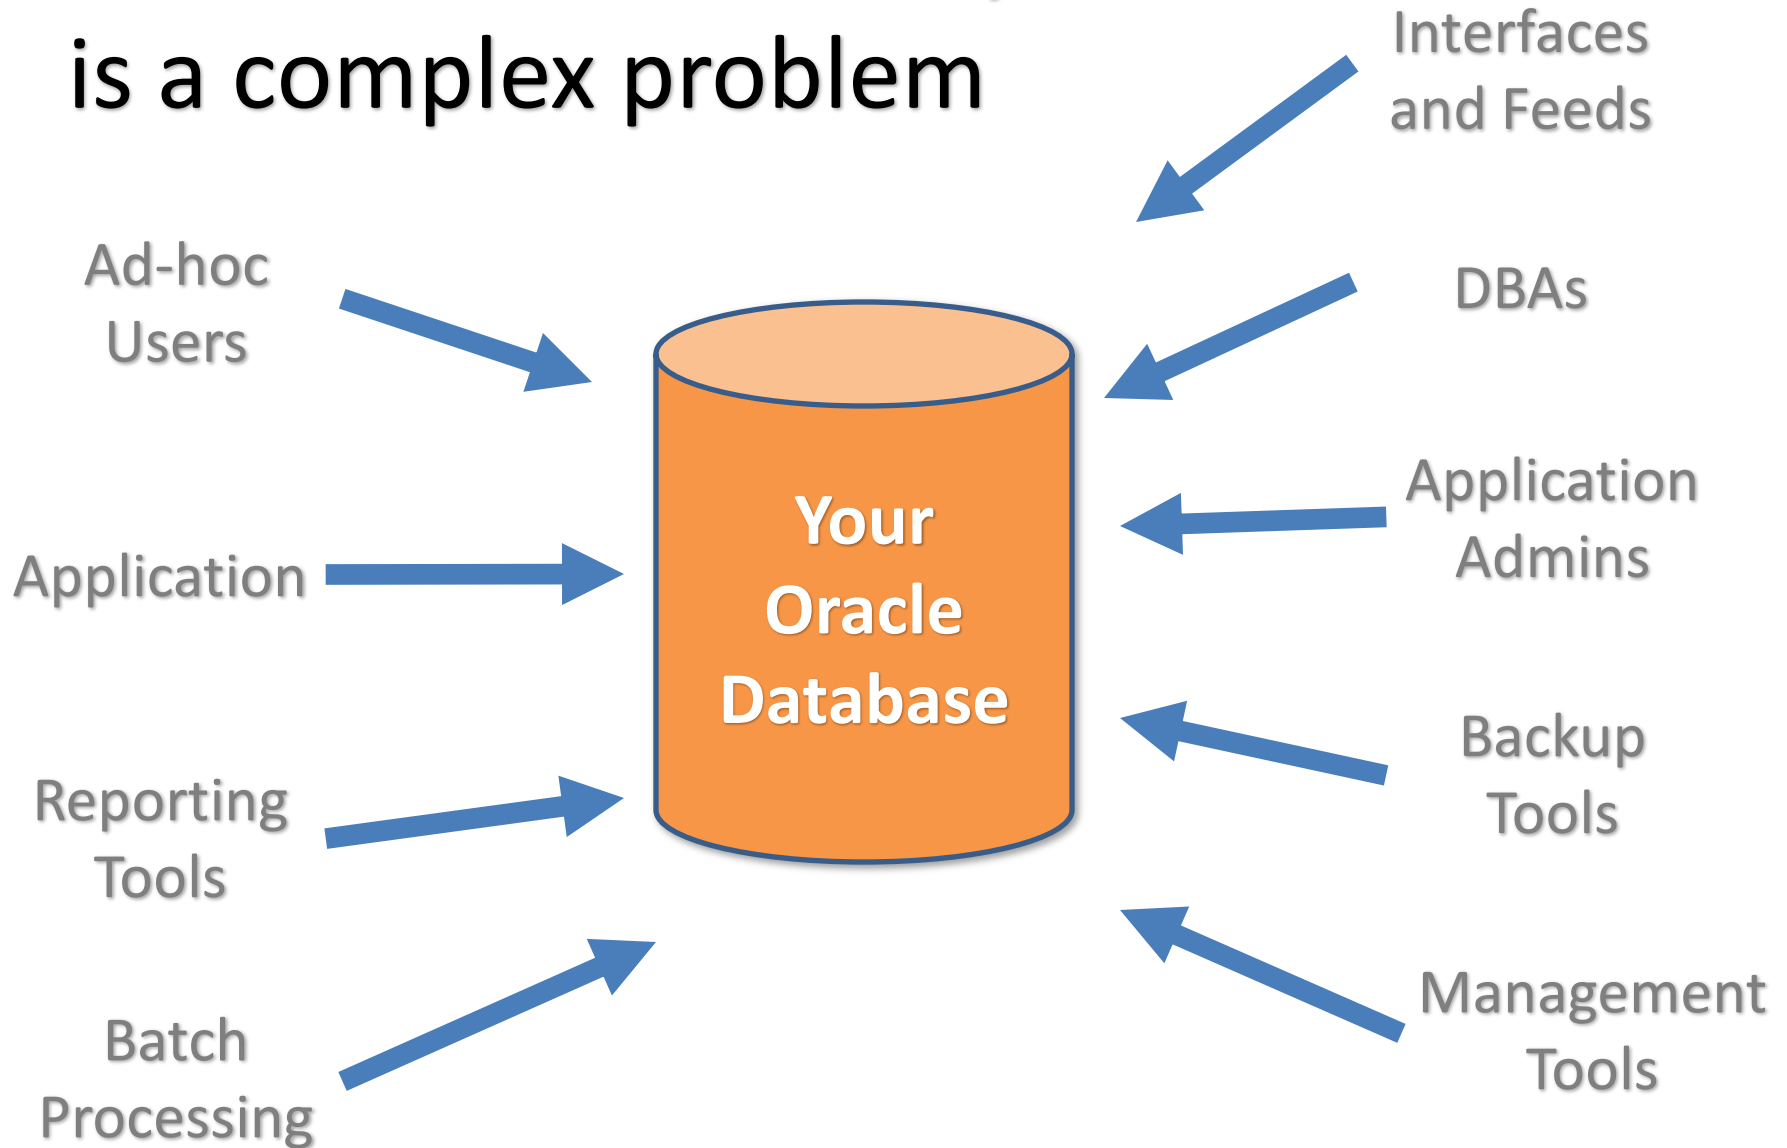 is a complex problem
Interfaces
and Feeds
Ad-hoc
Users
DBAs
Your
Oracle
Database
Application
Application
Admins
Reporting
Tools
Backup
Tools
Batch
Processing
Management
Tools